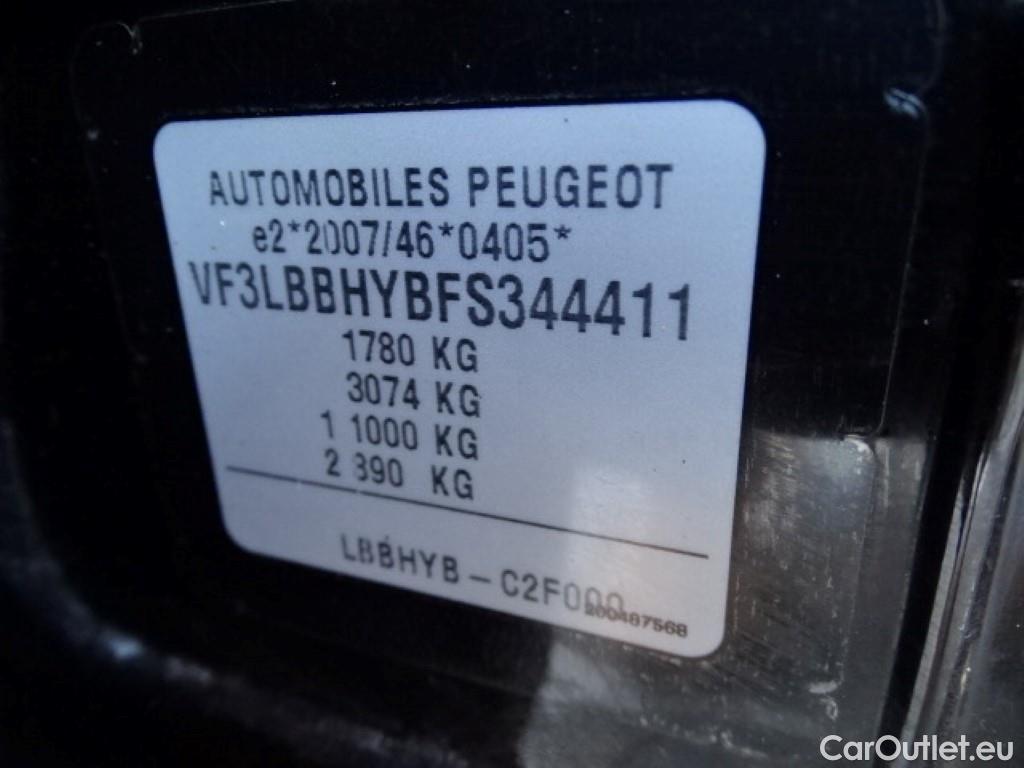 AUTOMOBILES PEUGEOT
e2*2007/46*0405*
VF3LBBHYBFS344411
1780 KG
3074 KG
1 1000 KG
2 890 KG
LBBHYB - C2F000
200487568
CarOutlet.eu